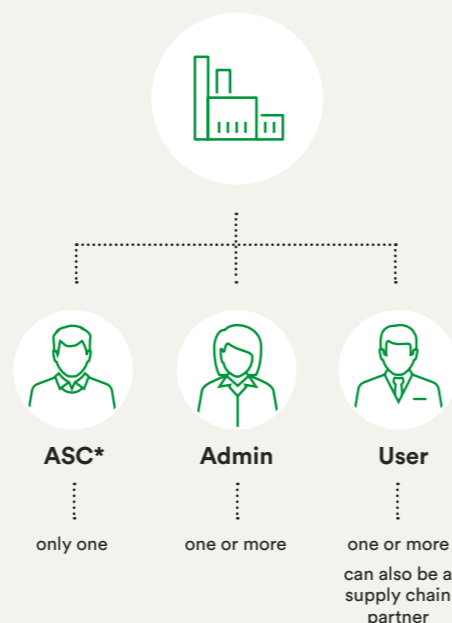 ASC*
Admin
User
only one
one or more
one or more
can also be a
supply chain
partner